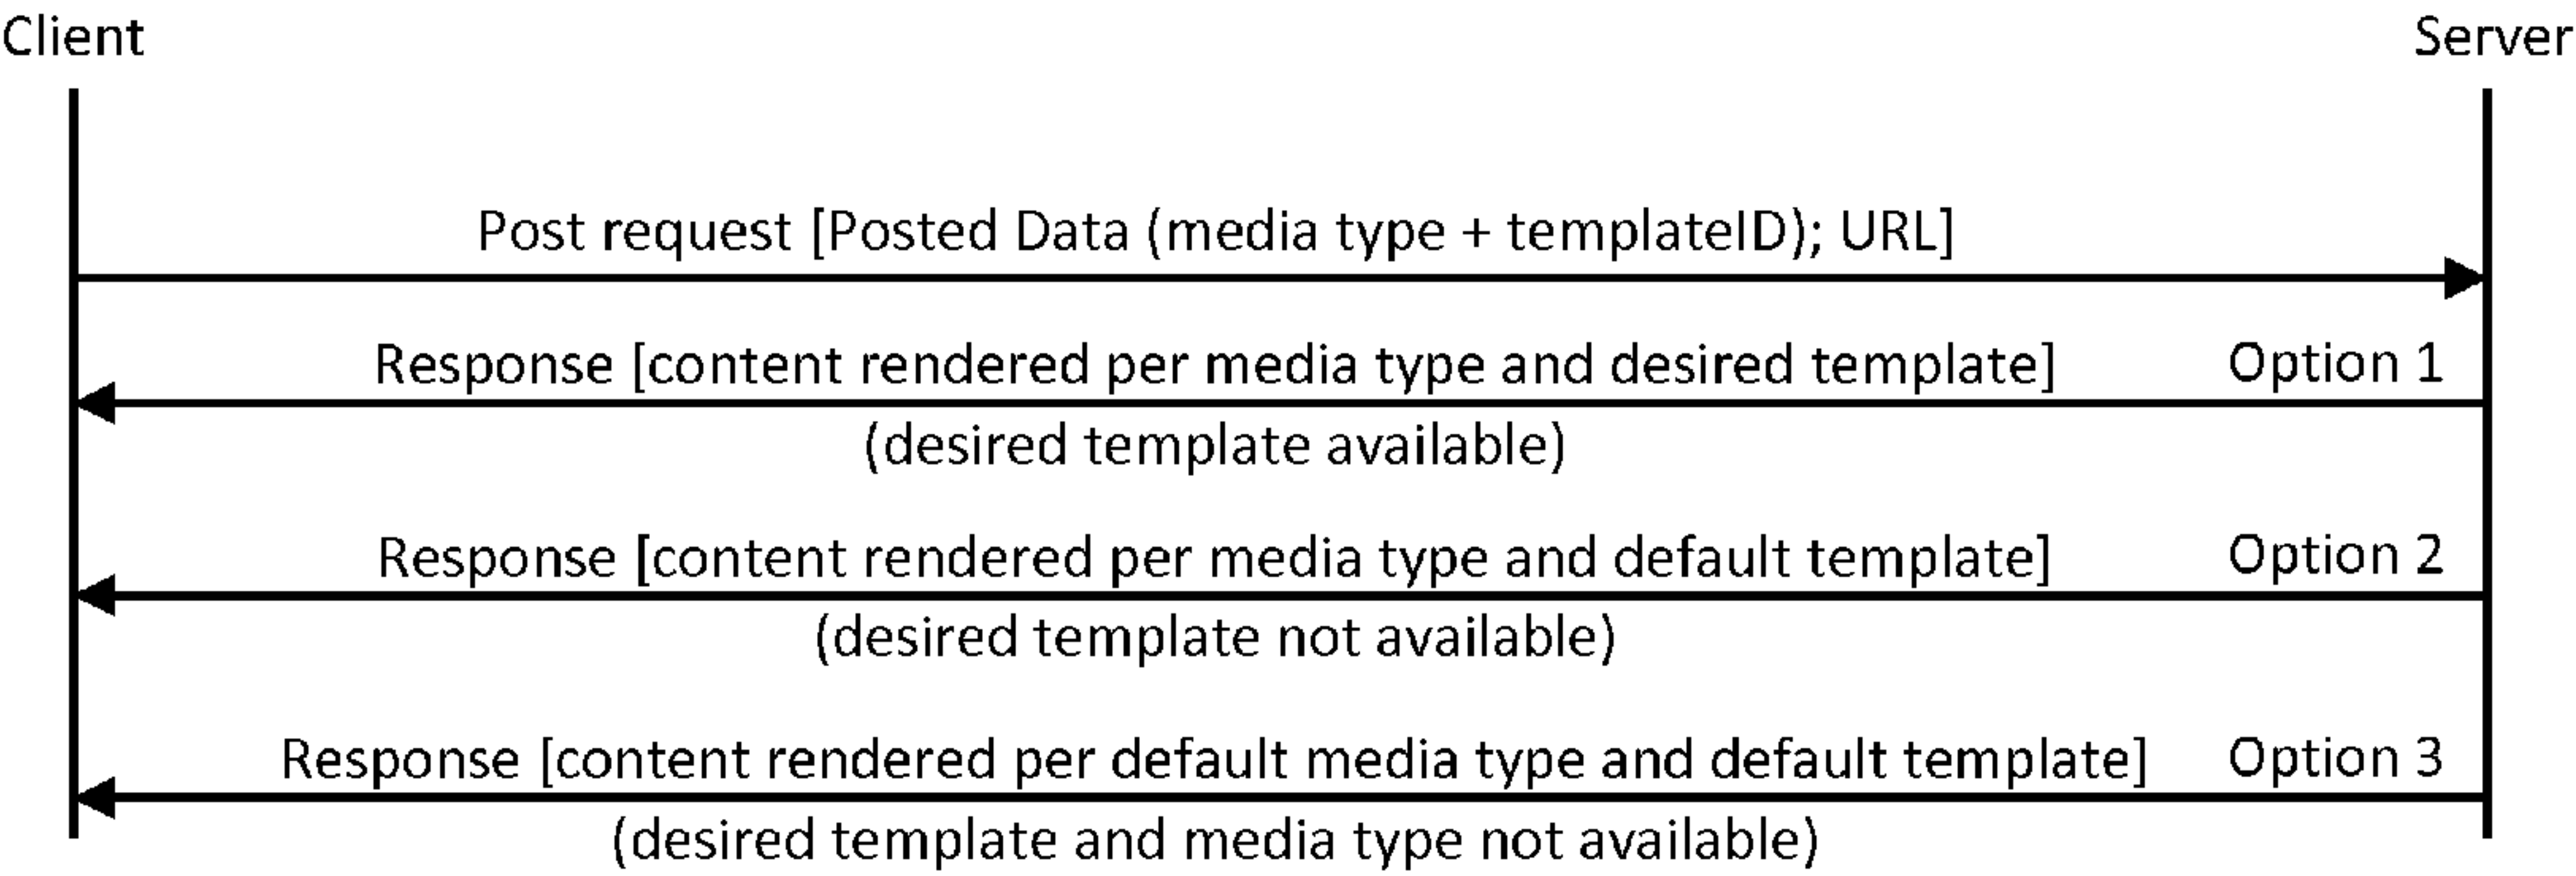 Client
Server
Post request [Posted Data (media type + templateID); URL]
Response [content rendered per media type and desired template]
Option 1
(desired template available)
Response [content rendered per media type and default template]
Option 2
(desired template not available)
Response [content rendered per default media type and default template]
Option 3
(desired template and media type not available)